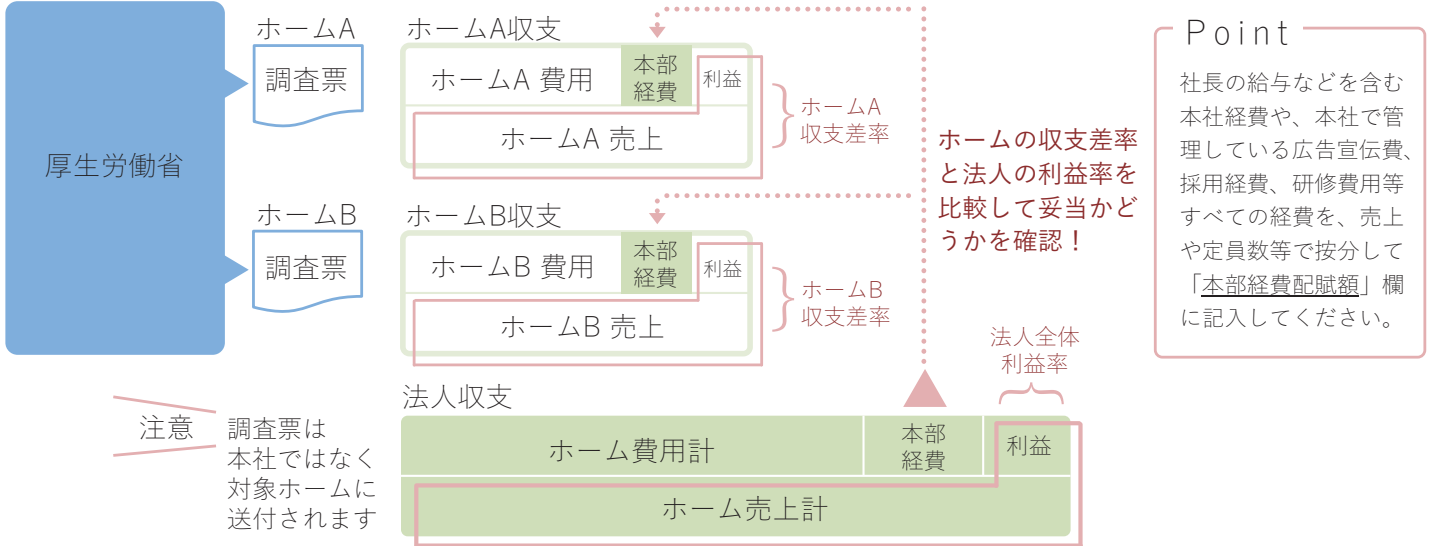 厚生労働省
ホームA
調査票
ホームA収支
ホームA 費用
本部
経費
利益
ホームA 売上
ホームA
収支差率
ホームB
調査票
ホームB収支
ホームB 費用
本部
経費
利益
ホームB 売上
ホームB
収支差率
ホームの収支差率
と法人の利益率を
比較して妥当かど
うかを確認！
Point
社長の給与などを含む
本社経費や、本社で管
理している広告宣伝費、
採用経費、研修費用等
すべての経費を、売上
や定員数等で按分して
「本部経費配賦額」欄
に記入してください。
法人全体
利益率
注意
調査票は
本社ではなく
対象ホームに
送付されます
法人収支
ホーム費用計
本部
経費
利益
ホーム売上計